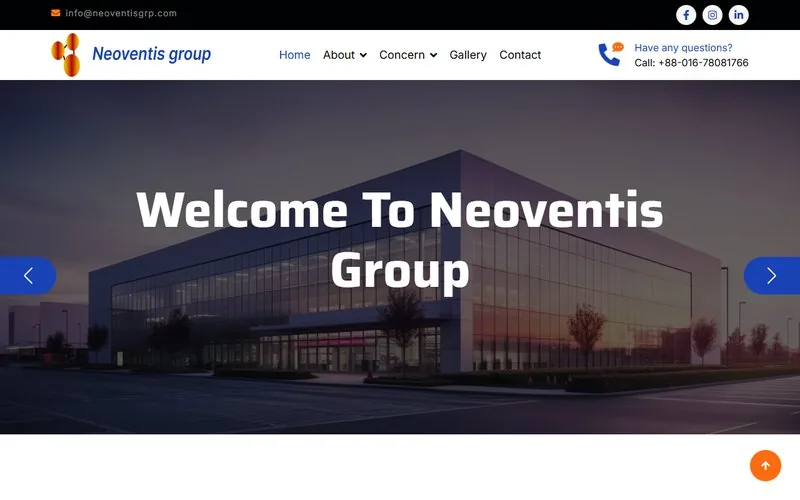 info@neoventisgrp.com
Neoventis group
Home About Concern Gallery Contact
Have any questions?
Call: +88-016-78081766
Welcome To Neoventis
Group